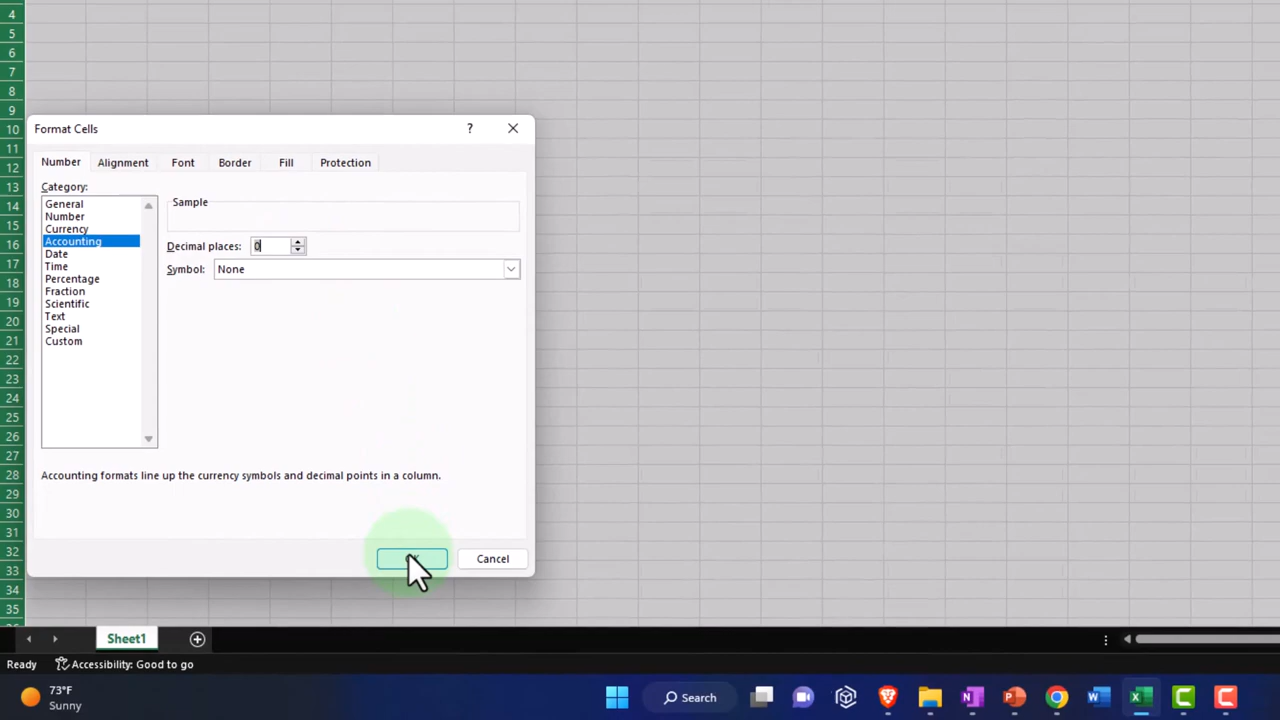 4
5
6
7
8
9
10
11
12
13
14
15
16
17
18
19
20
21
22
23
24
25
26
27
28
29
30
31
32
33
34
35
Format Cells
?
Number Alignment Font Border Fill Protection
Category:
General
Number
Currency
Accounting
Date
Time
Percentage
Fraction
Scientific
Text
Special
Custom
Sample
Decimal places: 0
Symbol: None
Accounting formats line up the currency symbols and decimal points in a column.
Cancel
Sheet1
Ready Accessibility: Good to go
73°F
Sunny
Search